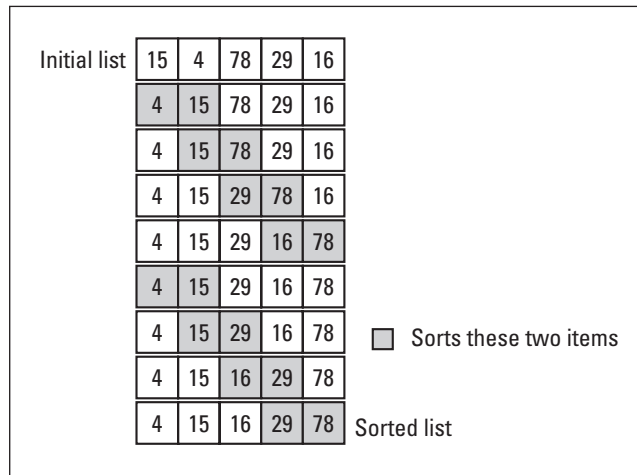 Initial list 15 4 78 29 16
4 15 78 29 16
4 15 78 29 16
4 15 29 78 16
4 15 29 16 78
4 15 29 16 78
4 15 29 16 78
Sorts these two items
4 15 16 29 78
4 15 16 29 78 Sorted list